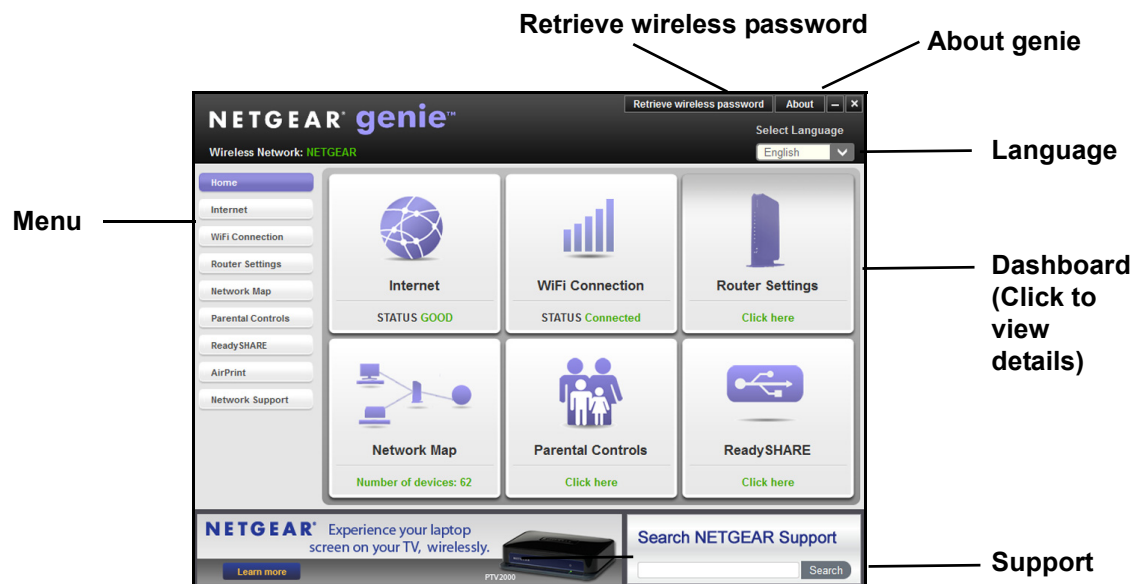 Retrieve wireless password
About genie
Retrieve wireless password About
NETGEAR® genie™
Select Language
Wireless Network: NETGEAR
English
Language
Menu
Home
Internet
WiFi Connection
Router Settings
Network Map
Parental Controls
ReadySHARE
AirPrint
Network Support
Internet
STATUS GOOD
WiFi Connection
STATUS Connected
Router Settings
Click here
Dashboard
(Click to
view
details)
Network Map
Number of devices: 62
Parental Controls
Click here
ReadySHARE
Click here
NETGEAR® Experience your laptop
screen on your TV, wirelessly.
Learn more
PTV2000
Search NETGEAR Support
Search
Support